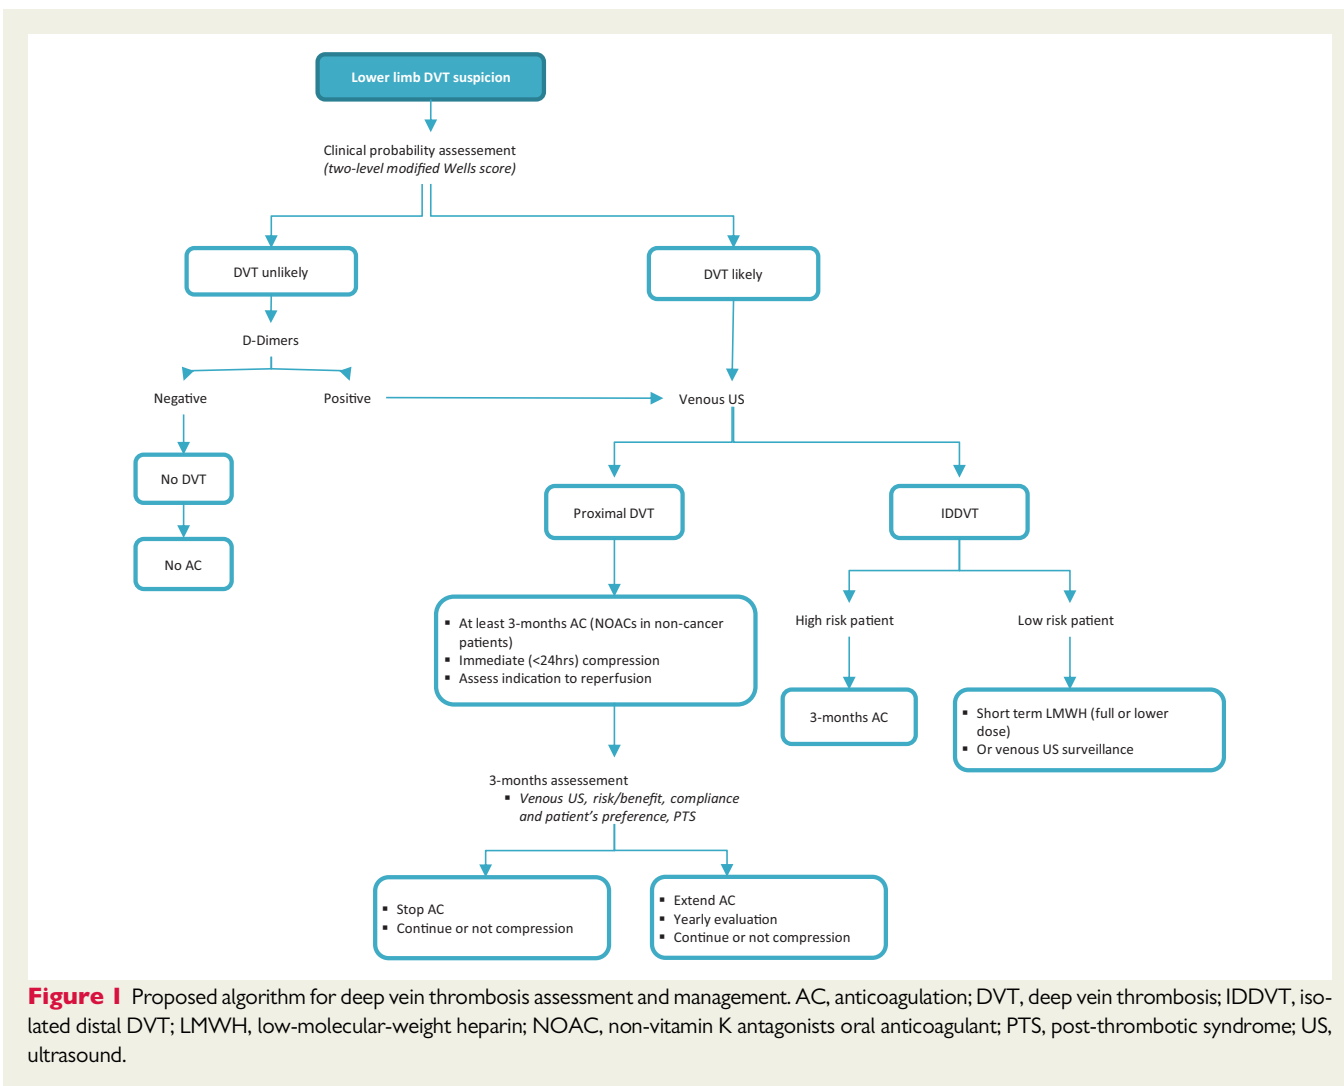 Lower limb DVT suspicion
Clinical probability assessement
(two-level modified Wells score)
DVT unlikely
DVT likely
D-Dimers
Negative
Positive
Venous US
No DVT
No AC
Proximal DVT
IDDVT
▪ At least 3-months AC (NOACs in non-cancer
patients)
▪ Immediate (<24hrs) compression
▪ Assess indication to reperfusion
High risk patient
Low risk patient
3-months AC
▪ Short term LMWH (full or lower
dose)
▪ Or venous US surveillance
3-months assessement
▪ Venous US, risk/benefit, compliance
and patient's preference, PTS
▪ Stop AC
▪ Continue or not compression
▪ Extend AC
▪ Yearly evaluation
▪ Continue or not compression
Figure 1 Proposed algorithm for deep vein thrombosis assessment and management. AC, anticoagulation; DVT, deep vein thrombosis; IDDVT, iso-
lated distal DVT; LMWH, low-molecular-weight heparin; NOAC, non-vitamin K antagonists oral anticoagulant; PTS, post-thrombotic syndrome; US,
ultrasound.